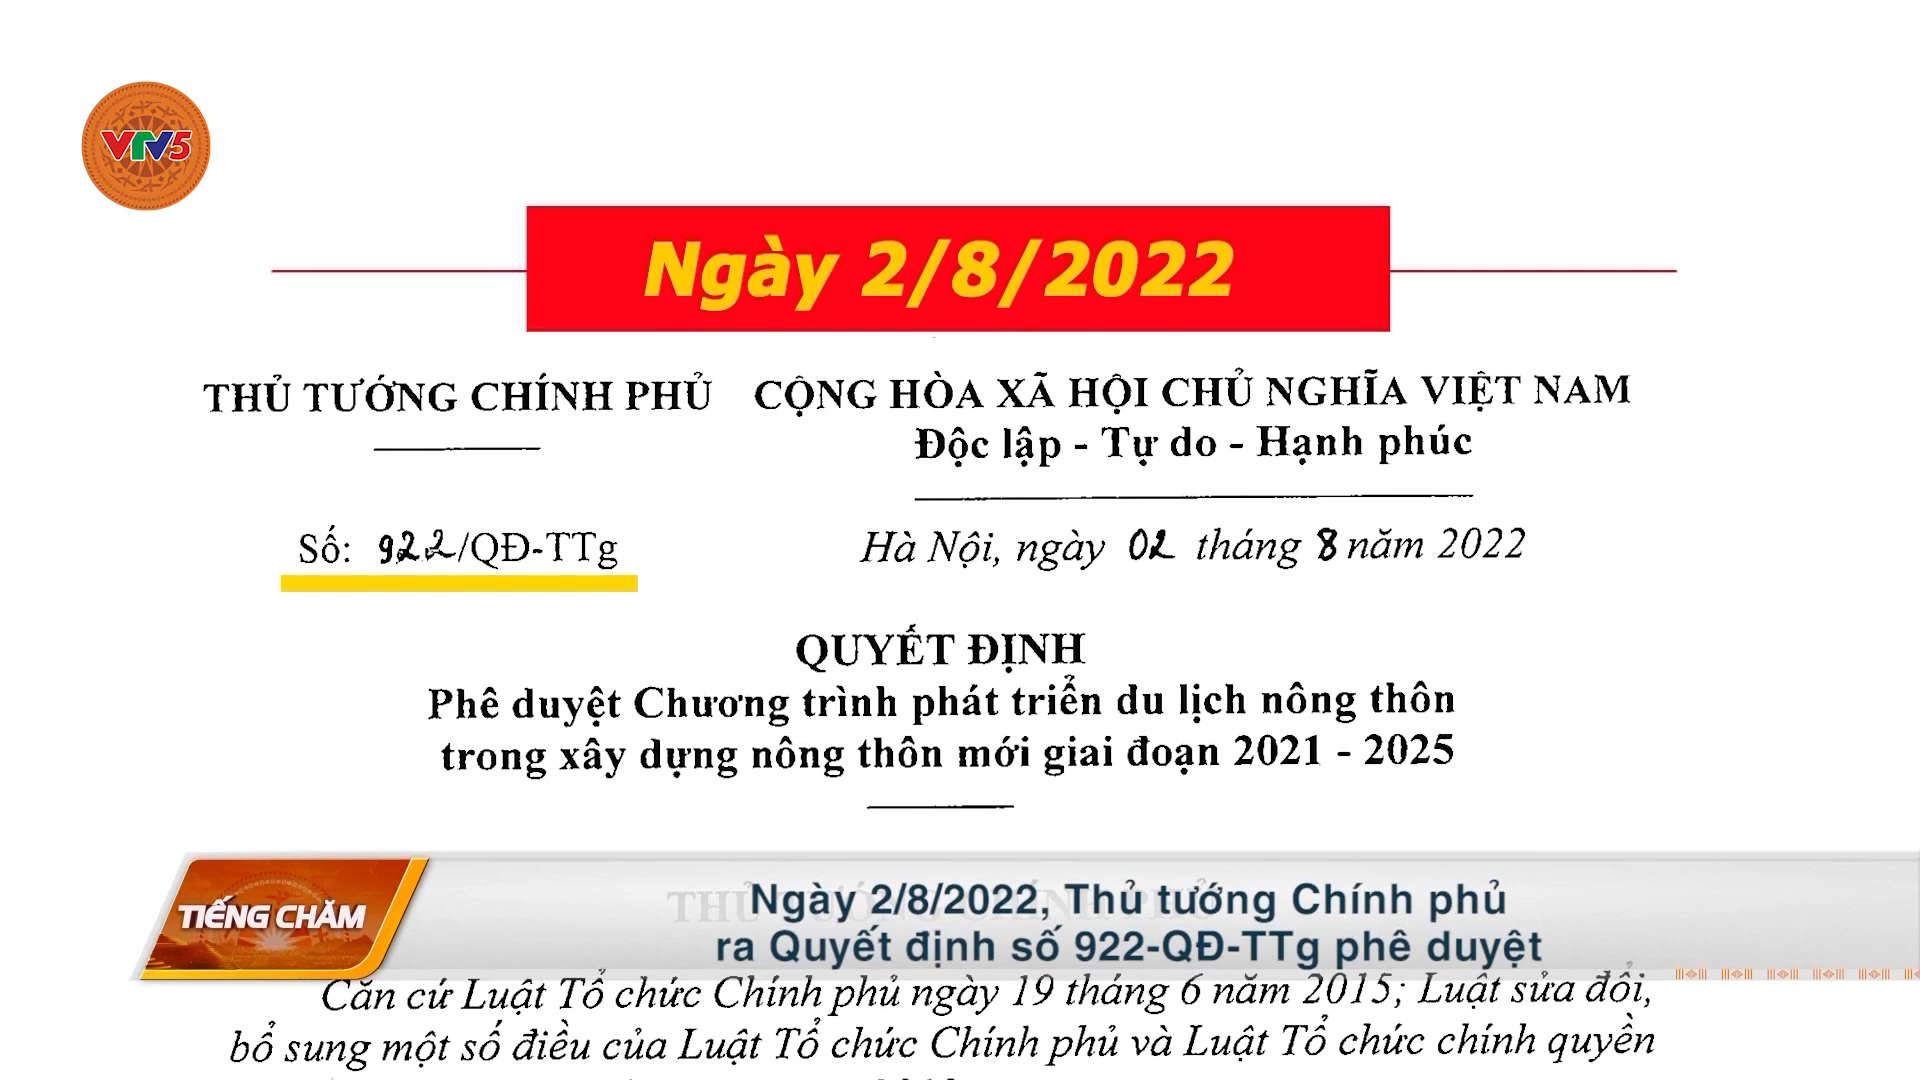 VTV5
Ngày 2/8/2022
THỦ TƯỚNG CHÍNH PHỦ
CỘNG HÒA XÃ HỘI CHỦ NGHĨA VIỆT NAM
Độc lập - Tự do - Hạnh phúc
Số: 922/QĐ-TTg
Hà Nội, ngày 02 tháng 8 năm 2022
QUYẾT ĐỊNH
Phê duyệt Chương trình phát triển du lịch nông thôn
trong xây dựng nông thôn mới giai đoạn 2021 - 2025
THỦ TƯỚNG CHÍNH PHỦ
TIẾNG CHĂM
Ngày 2/8/2022, Thủ tướng Chính phủ
ra Quyết định số 922-QĐ-TTg phê duyệt
Căn cứ Luật Tổ chức Chính phủ ngày 19 tháng 6 năm 2015; Luật sửa đổi,
bổ sung một số điều của Luật Tổ chức Chính phủ và Luật Tổ chức chính quyền